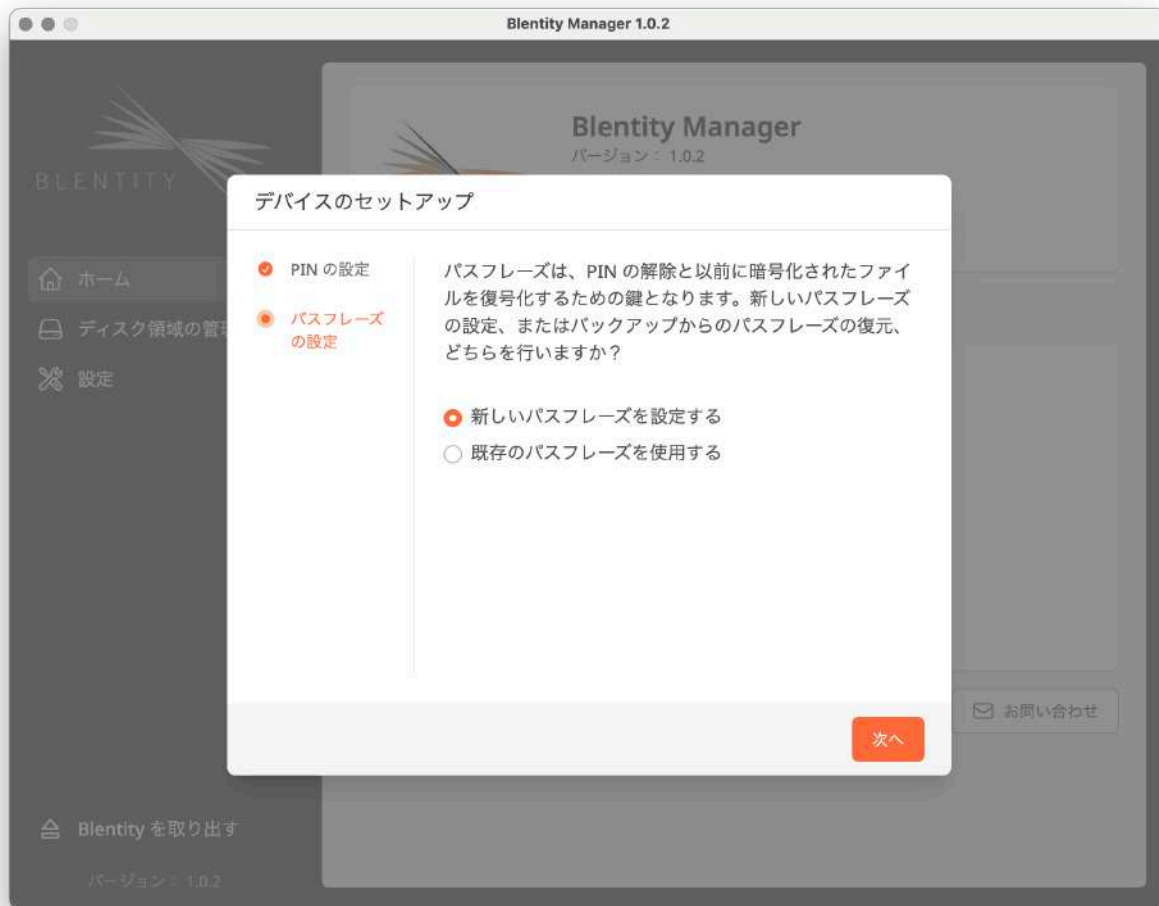 Blentity Manager 1.0.2
BLENTITY
ホーム
ディスク領域の管理
設定
Blentity を取り出す
バージョン： 1.0.2
Blentity Manager
バージョン： 1.0.2
デバイスのセットアップ
PIN の設定
パスフレーズ
の設定
パスフレーズは、PIN の解除と以前に暗号化されたファイ
ルを復号化するための鍵となります。新しいパスフレーズ
の設定、またはバックアップからのパスフレーズの復元、
どちらを行いますか？
新しいパスフレーズを設定する
既存のパスフレーズを使用する
次へ
お問い合わせ